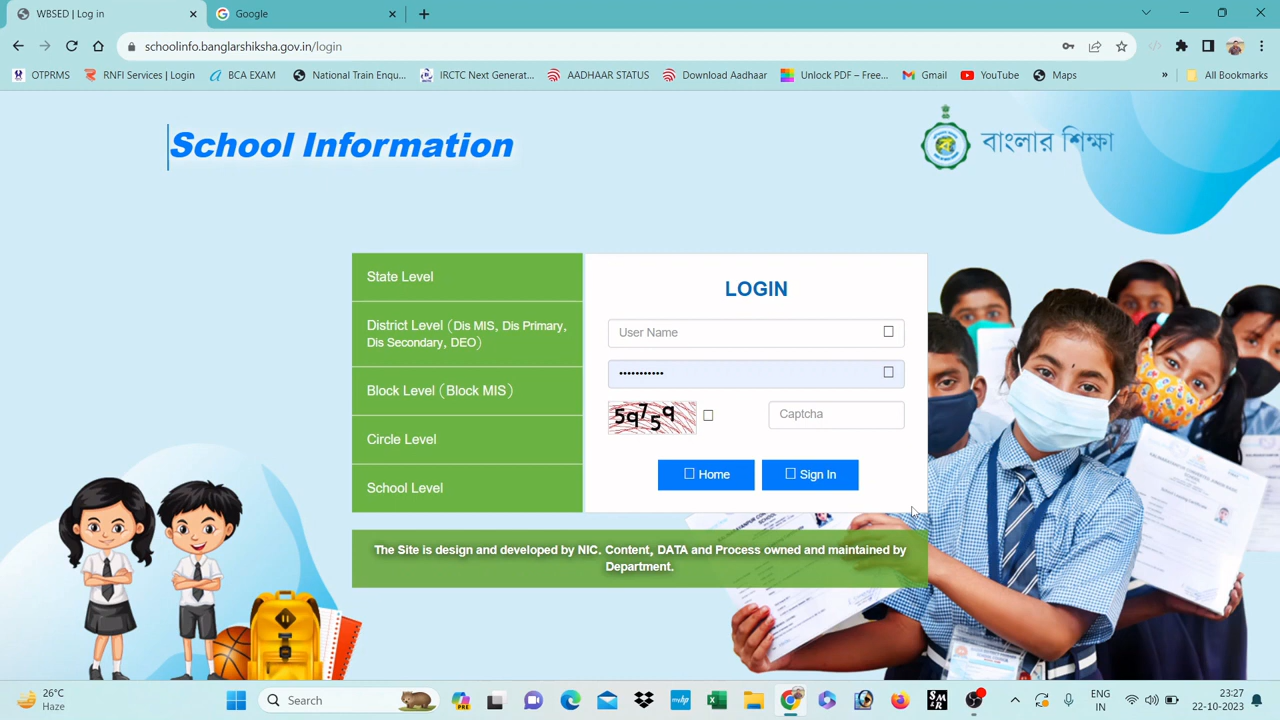 WBSED | Log in
Google
schoolinfo.banglarshiksha.gov.in/login
OTPRMS
RNFI Services | Login
BCA EXAM
National Train Enqu...
IRCTC Next Generat...
AADHAAR STATUS
Download Aadhaar
Unlock PDF – Free...
Gmail
YouTube
Maps
»
All Bookmarks
School Information
বাংলার শিক্ষা
State Level
District Level (Dis MIS, Dis Primary,
Dis Secondary, DEO)
Block Level (Block MIS)
Circle Level
School Level
LOGIN
User Name
•••••••••••
5975q
Captcha
Home
Sign In
The Site is design and developed by NIC. Content, DATA and Process owned and maintained by
Department.
26°C
Haze
Search
ENG
IN
23:27
22-10-2023